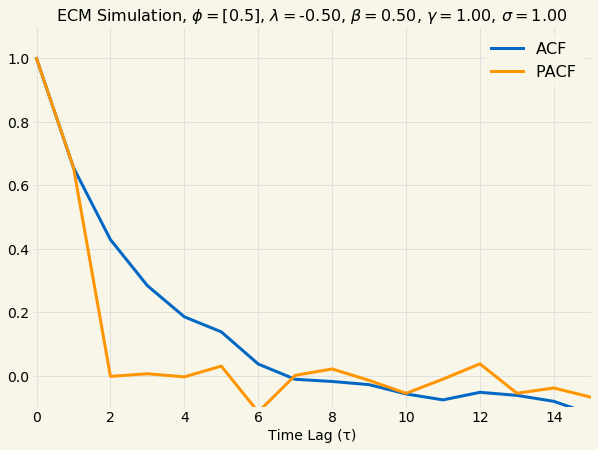 ECM Simulation, ϕ = [0.5], λ = -0.50, β = 0.50, γ = 1.00, σ = 1.00
ACF
PACF
1.0
0.8
0.6
0.4
0.2
0.0
0 2 4 6 8 10 12 14
Time Lag (τ)